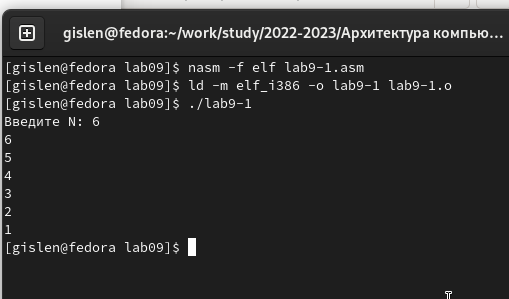 gislen@fedora:~/work/study/2022-2023/Архитектура компью...
[gislen@fedora lab09]$ nasm -f elf lab9-1.asm
[gislen@fedora lab09]$ ld -m elf_i386 -o lab9-1 lab9-1.o
[gislen@fedora lab09]$ ./lab9-1
Введите N: 6
6
5
4
3
2
1
[gislen@fedora lab09]$